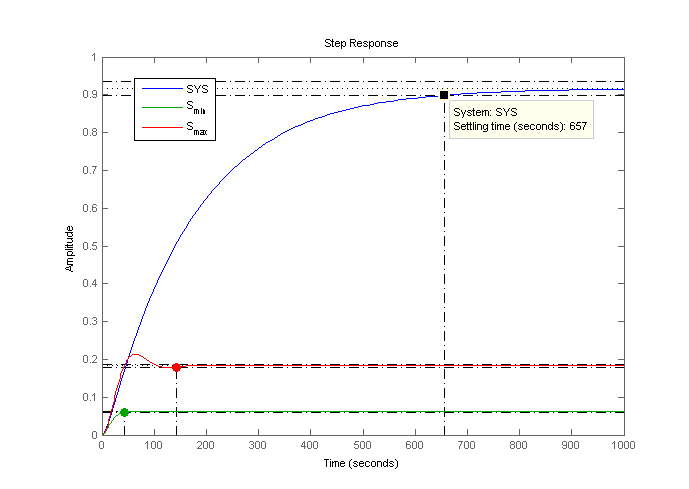 Step Response
1
0.9
0.8
0.7
0.6
0.5
0.4
0.3
0.2
0.1
0
Amplitude
SYS
Smin
Smax
System: SYS
Settling time (seconds): 657
0 100 200 300 400 500 600 700 800 900 1000
Time (seconds)